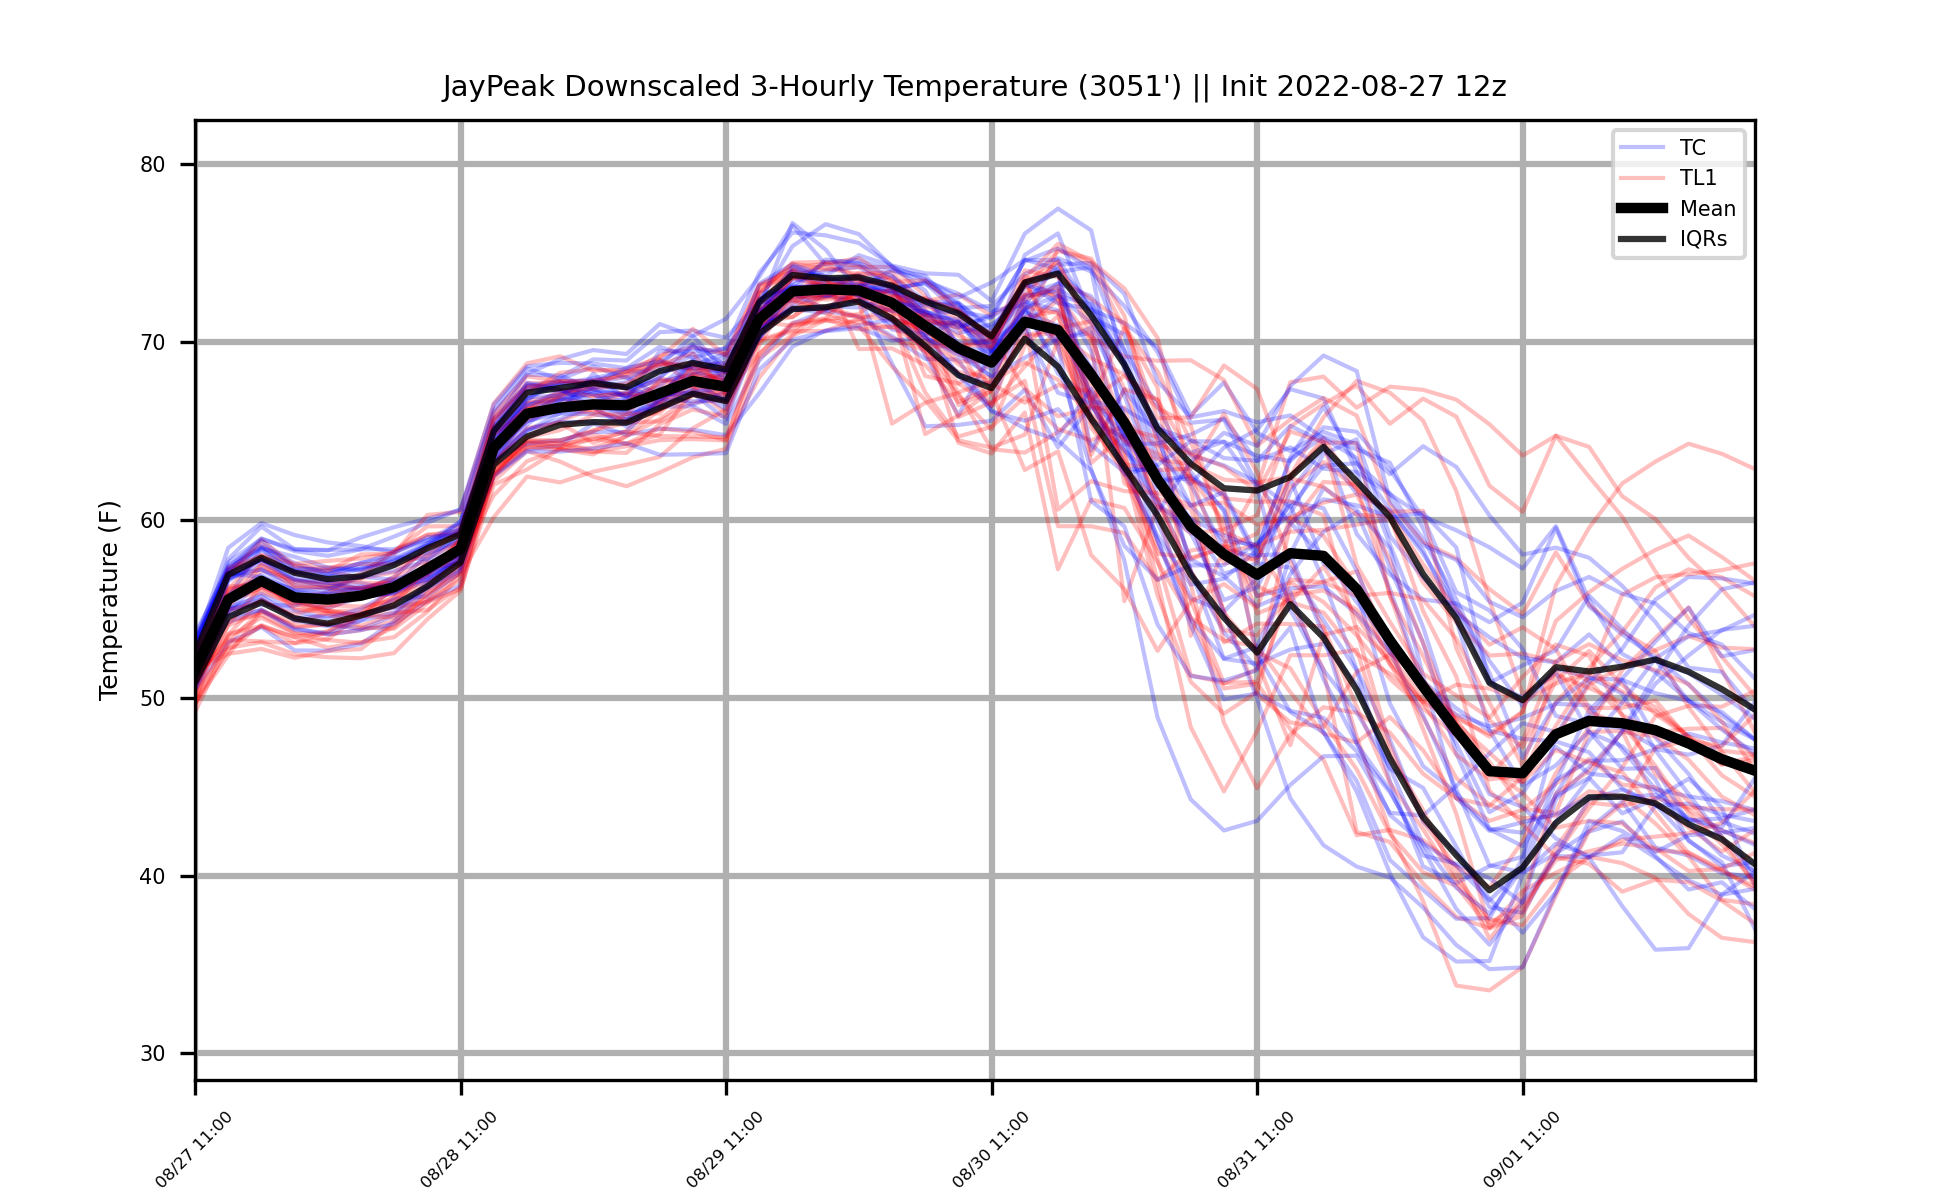 JayPeak Downscaled 3-Hourly Temperature (3051') || Init 2022-08-27 12z
TC
TL1
Mean
IQRs
Temperature (F)
80
70
60
50
40
30
08/27 11:00
08/28 11:00
08/29 11:00
08/30 11:00
08/31 11:00
09/01 11:00